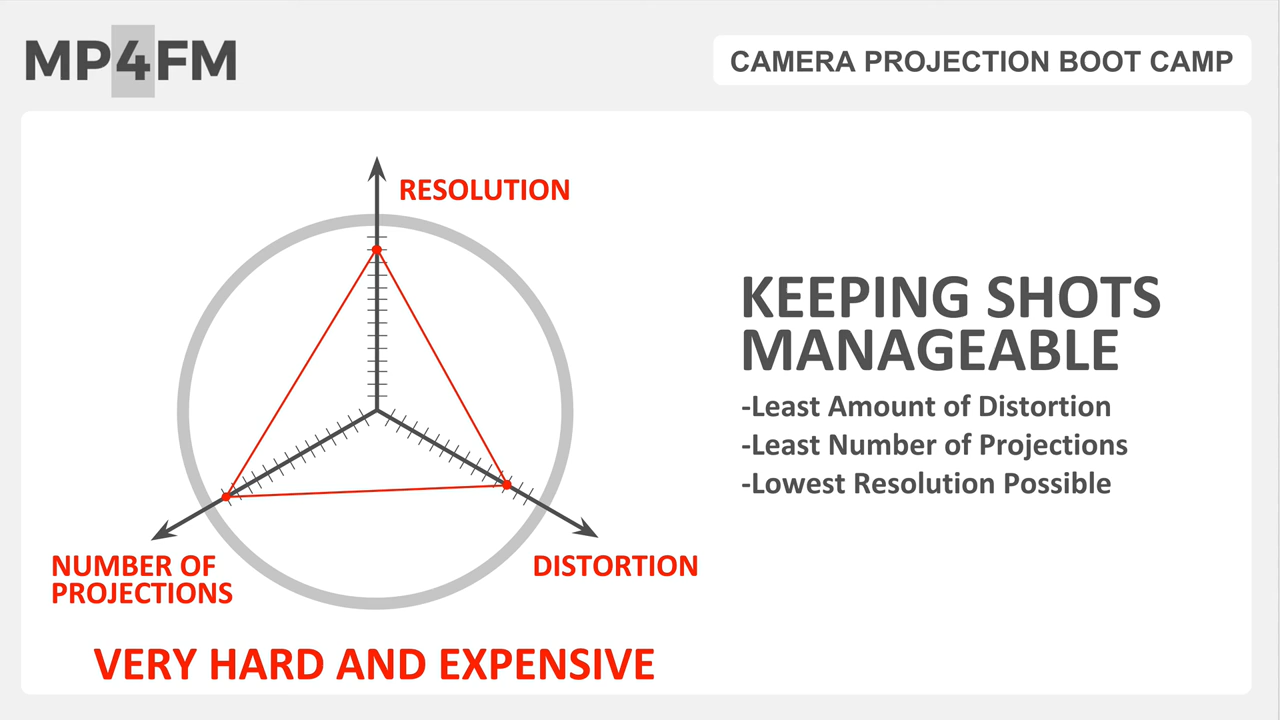 MP4FM
CAMERA PROJECTION BOOT CAMP
RESOLUTION
NUMBER OF
PROJECTIONS
DISTORTION
VERY HARD AND EXPENSIVE
KEEPING SHOTS
MANAGEABLE
-Least Amount of Distortion
-Least Number of Projections
-Lowest Resolution Possible